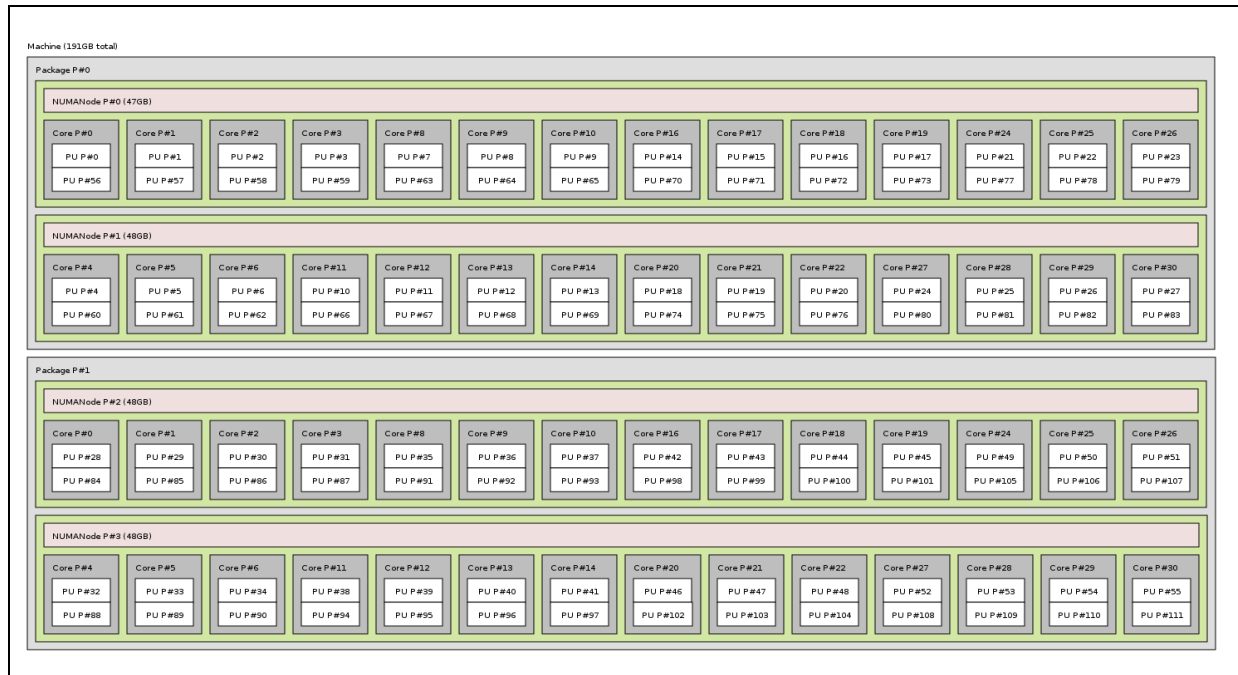 Machine (191GB total)
Package P#0
NUMANode P#0 (47GB)
Core P#0 Core P#1 Core P#2 Core P#3 Core P#8 Core P#9 Core P#10 Core P#16 Core P#17 Core P#18 Core P#19 Core P#24 Core P#25 Core P#26
PU P#0 PU P#1 PU P#2 PU P#3 PU P#7 PU P#8 PU P#9 PU P#14 PU P#15 PU P#16 PU P#17 PU P#21 PU P#22 PU P#23
PU P#56 PU P#57 PU P#58 PU P#59 PU P#63 PU P#64 PU P#65 PU P#70 PU P#71 PU P#72 PU P#73 PU P#77 PU P#78 PU P#79
NUMANode P#1 (48GB)
Core P#4 Core P#5 Core P#6 Core P#11 Core P#12 Core P#13 Core P#14 Core P#20 Core P#21 Core P#22 Core P#27 Core P#28 Core P#29 Core P#30
PU P#4 PU P#5 PU P#6 PU P#10 PU P#11 PU P#12 PU P#13 PU P#18 PU P#19 PU P#20 PU P#24 PU P#25 PU P#26 PU P#27
PU P#60 PU P#61 PU P#62 PU P#66 PU P#67 PU P#68 PU P#69 PU P#74 PU P#75 PU P#76 PU P#80 PU P#81 PU P#82 PU P#83
Package P#1
NUMANode P#2 (48GB)
Core P#0 Core P#1 Core P#2 Core P#3 Core P#8 Core P#9 Core P#10 Core P#16 Core P#17 Core P#18 Core P#19 Core P#24 Core P#25 Core P#26
PU P#28 PU P#29 PU P#30 PU P#31 PU P#35 PU P#36 PU P#37 PU P#42 PU P#43 PU P#44 PU P#45 PU P#49 PU P#50 PU P#51
PU P#84 PU P#85 PU P#86 PU P#87 PU P#91 PU P#92 PU P#93 PU P#98 PU P#99 PU P#100 PU P#101 PU P#105 PU P#106 PU P#107
NUMANode P#3 (48GB)
Core P#4 Core P#5 Core P#6 Core P#11 Core P#12 Core P#13 Core P#14 Core P#20 Core P#21 Core P#22 Core P#27 Core P#28 Core P#29 Core P#30
PU P#32 PU P#33 PU P#34 PU P#38 PU P#39 PU P#40 PU P#41 PU P#46 PU P#47 PU P#48 PU P#52 PU P#53 PU P#54 PU P#55
PU P#88 PU P#89 PU P#90 PU P#94 PU P#95 PU P#96 PU P#97 PU P#102 PU P#103 PU P#104 PU P#108 PU P#109 PU P#110 PU P#111